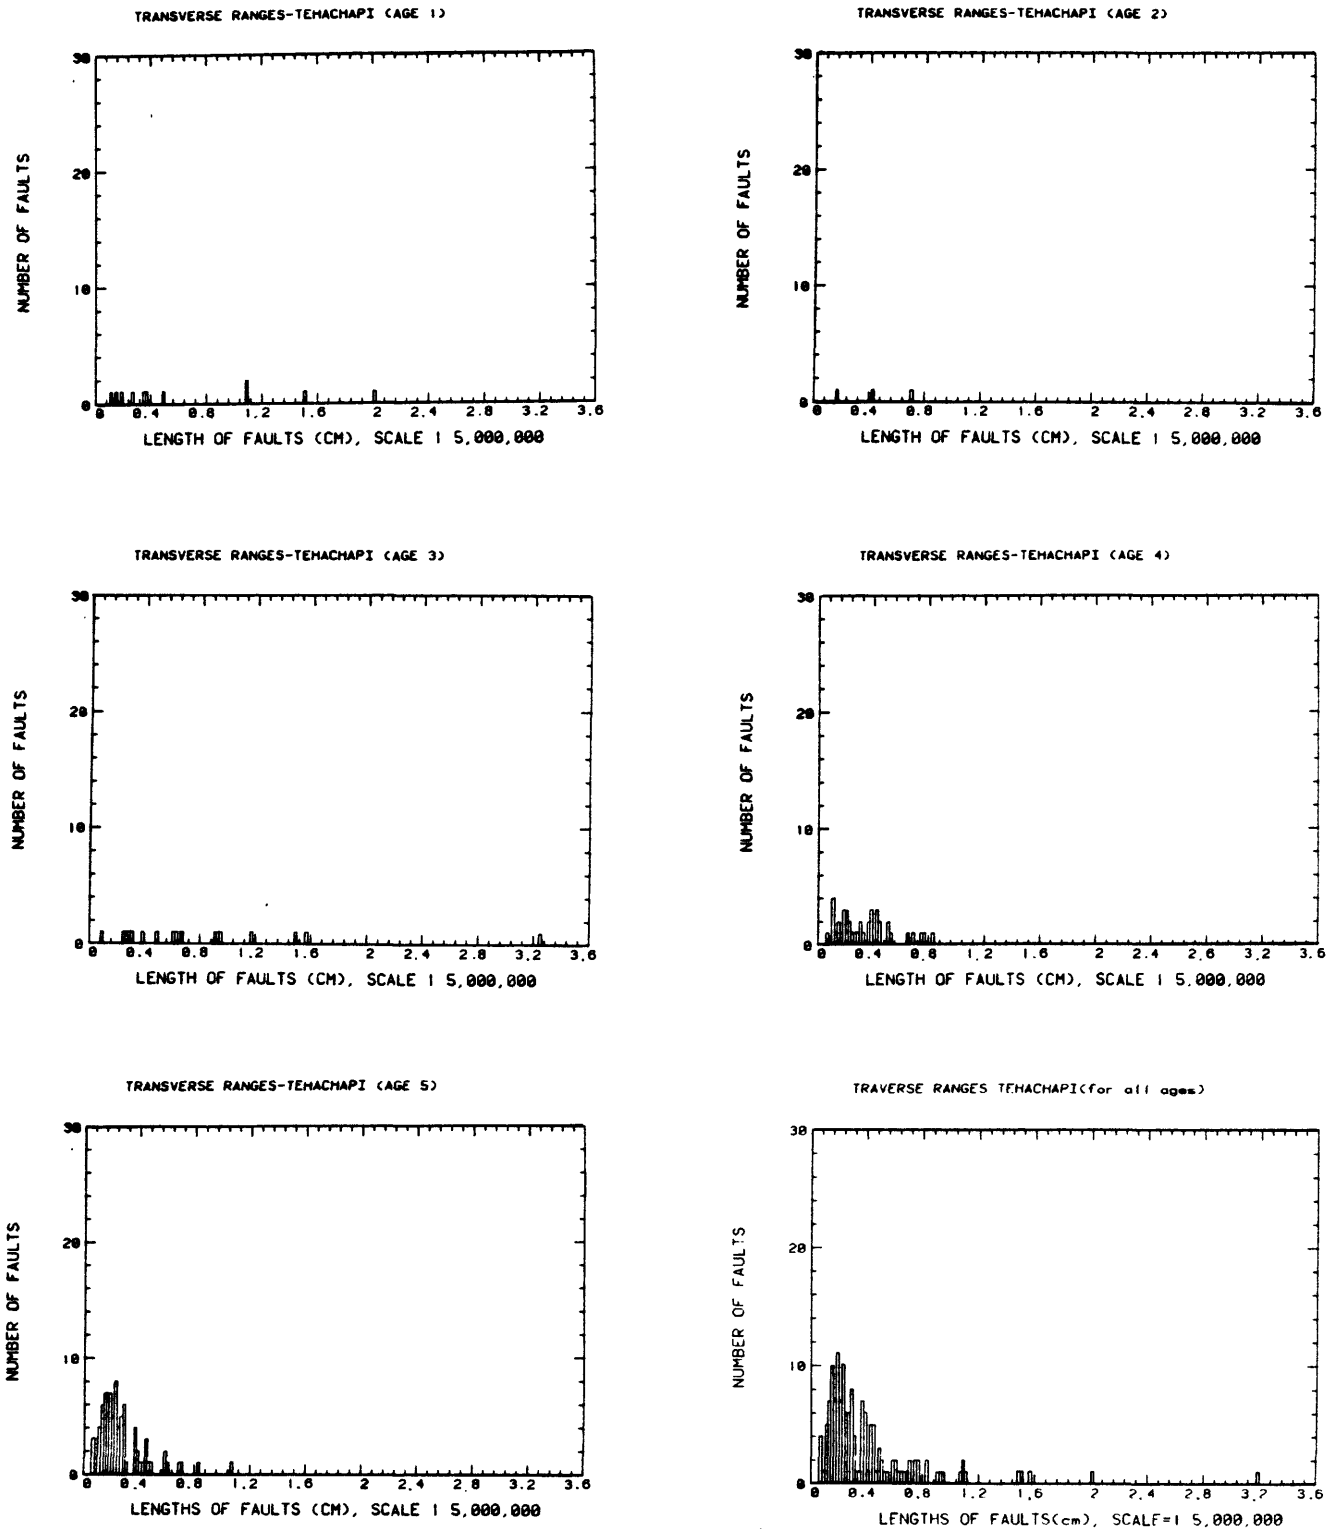 TRANSVERSE RANGES-TEHACHAPI (AGE 1)
30
20
10
0
NUMBER OF FAULTS
0 0.4 0.8 1.2 1.6 2 2.4 2.8 3.2 3.6
LENGTH OF FAULTS (CM), SCALE 1 5,000,000
TRANSVERSE RANGES-TEHACHAPI (AGE 2)
30
20
10
0
NUMBER OF FAULTS
0 0.4 0.8 1.2 1.6 2 2.4 2.8 3.2 3.6
LENGTH OF FAULTS (CM), SCALE 1 5,000,000
TRANSVERSE RANGES-TEHACHAPI (AGE 3)
30
20
10
0
NUMBER OF FAULTS
0 0.4 0.8 1.2 1.6 2 2.4 2.8 3.2 3.6
LENGTH OF FAULTS (CM), SCALE 1 5,000,000
TRANSVERSE RANGES-TEHACHAPI (AGE 4)
30
20
10
0
NUMBER OF FAULTS
0 0.4 0.8 1.2 1.6 2 2.4 2.8 3.2 3.6
LENGTH OF FAULTS (CM), SCALE 1 5,000,000
TRANSVERSE RANGES-TEHACHAPI (AGE 5)
30
20
10
0
NUMBER OF FAULTS
0 0.4 0.8 1.2 1.6 2 2.4 2.8 3.2 3.6
LENGTHS OF FAULTS (CM), SCALE 1 5,000,000
TRAVERSE RANGES TEHACHAPI(for all ages)
30
20
10
0
NUMBER OF FAULTS
0 0.4 0.8 1.2 1.6 2 2.4 2.8 3.2 3.6
LENGTHS OF FAULTS(cm), SCALE=1 5,000,000